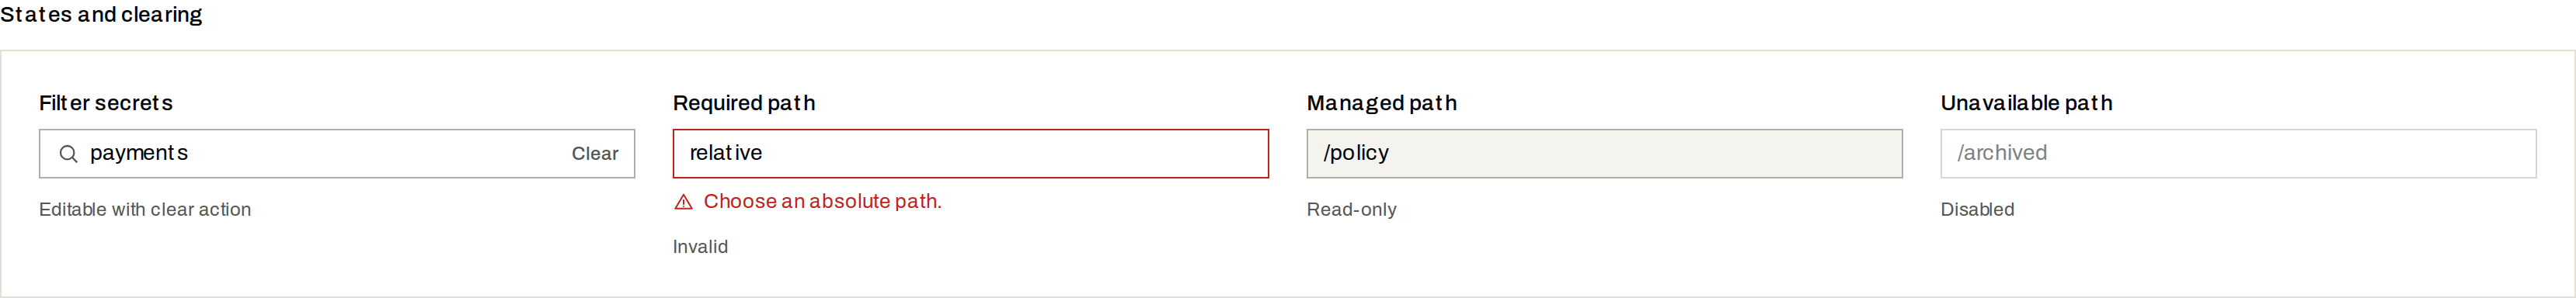 States and clearing
Filter secrets
payments
Clear
Editable with clear action
Required path
relative
Choose an absolute path.
Invalid
Managed path
/policy
Read-only
Unavailable path
/archived
Disabled